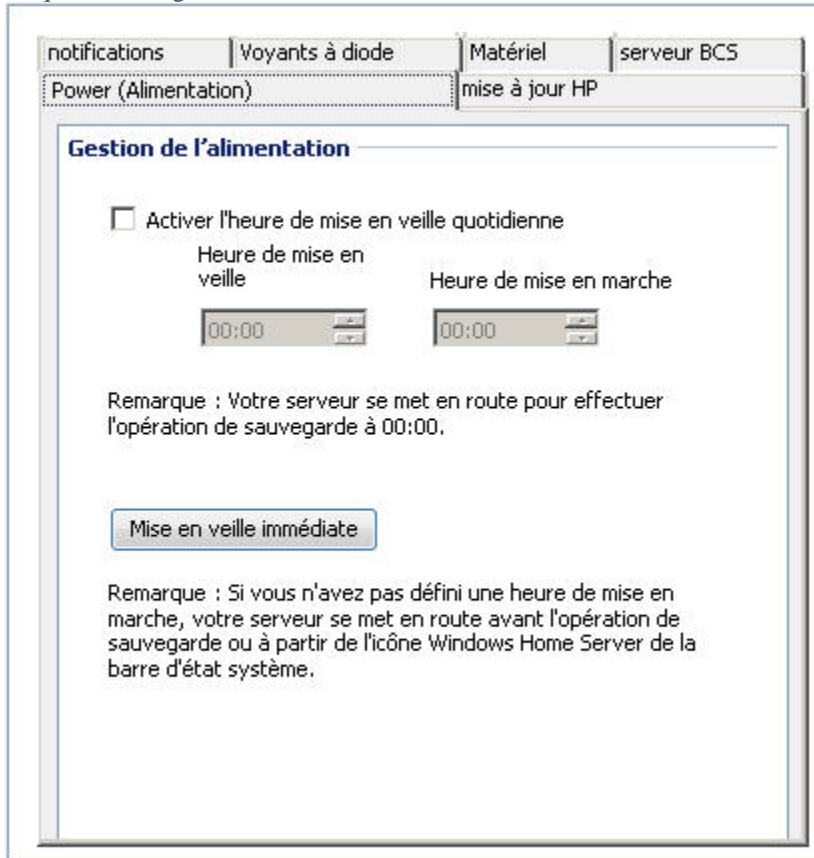 notifications Voyants à diode Matériel serveur BCS
Power (Alimentation) mise à jour HP
Gestion de l'alimentation
Activer l'heure de mise en veille quotidienne
Heure de mise en
veille
Heure de mise en marche
00:00 00:00
Remarque : Votre serveur se met en route pour effectuer
l'opération de sauvegarde à 00:00.
Mise en veille immédiate
Remarque : Si vous n'avez pas défini une heure de mise en
marche, votre serveur se met en route avant l'opération de
sauvegarde ou à partir de l'icône Windows Home Server de la
barre d'état système.